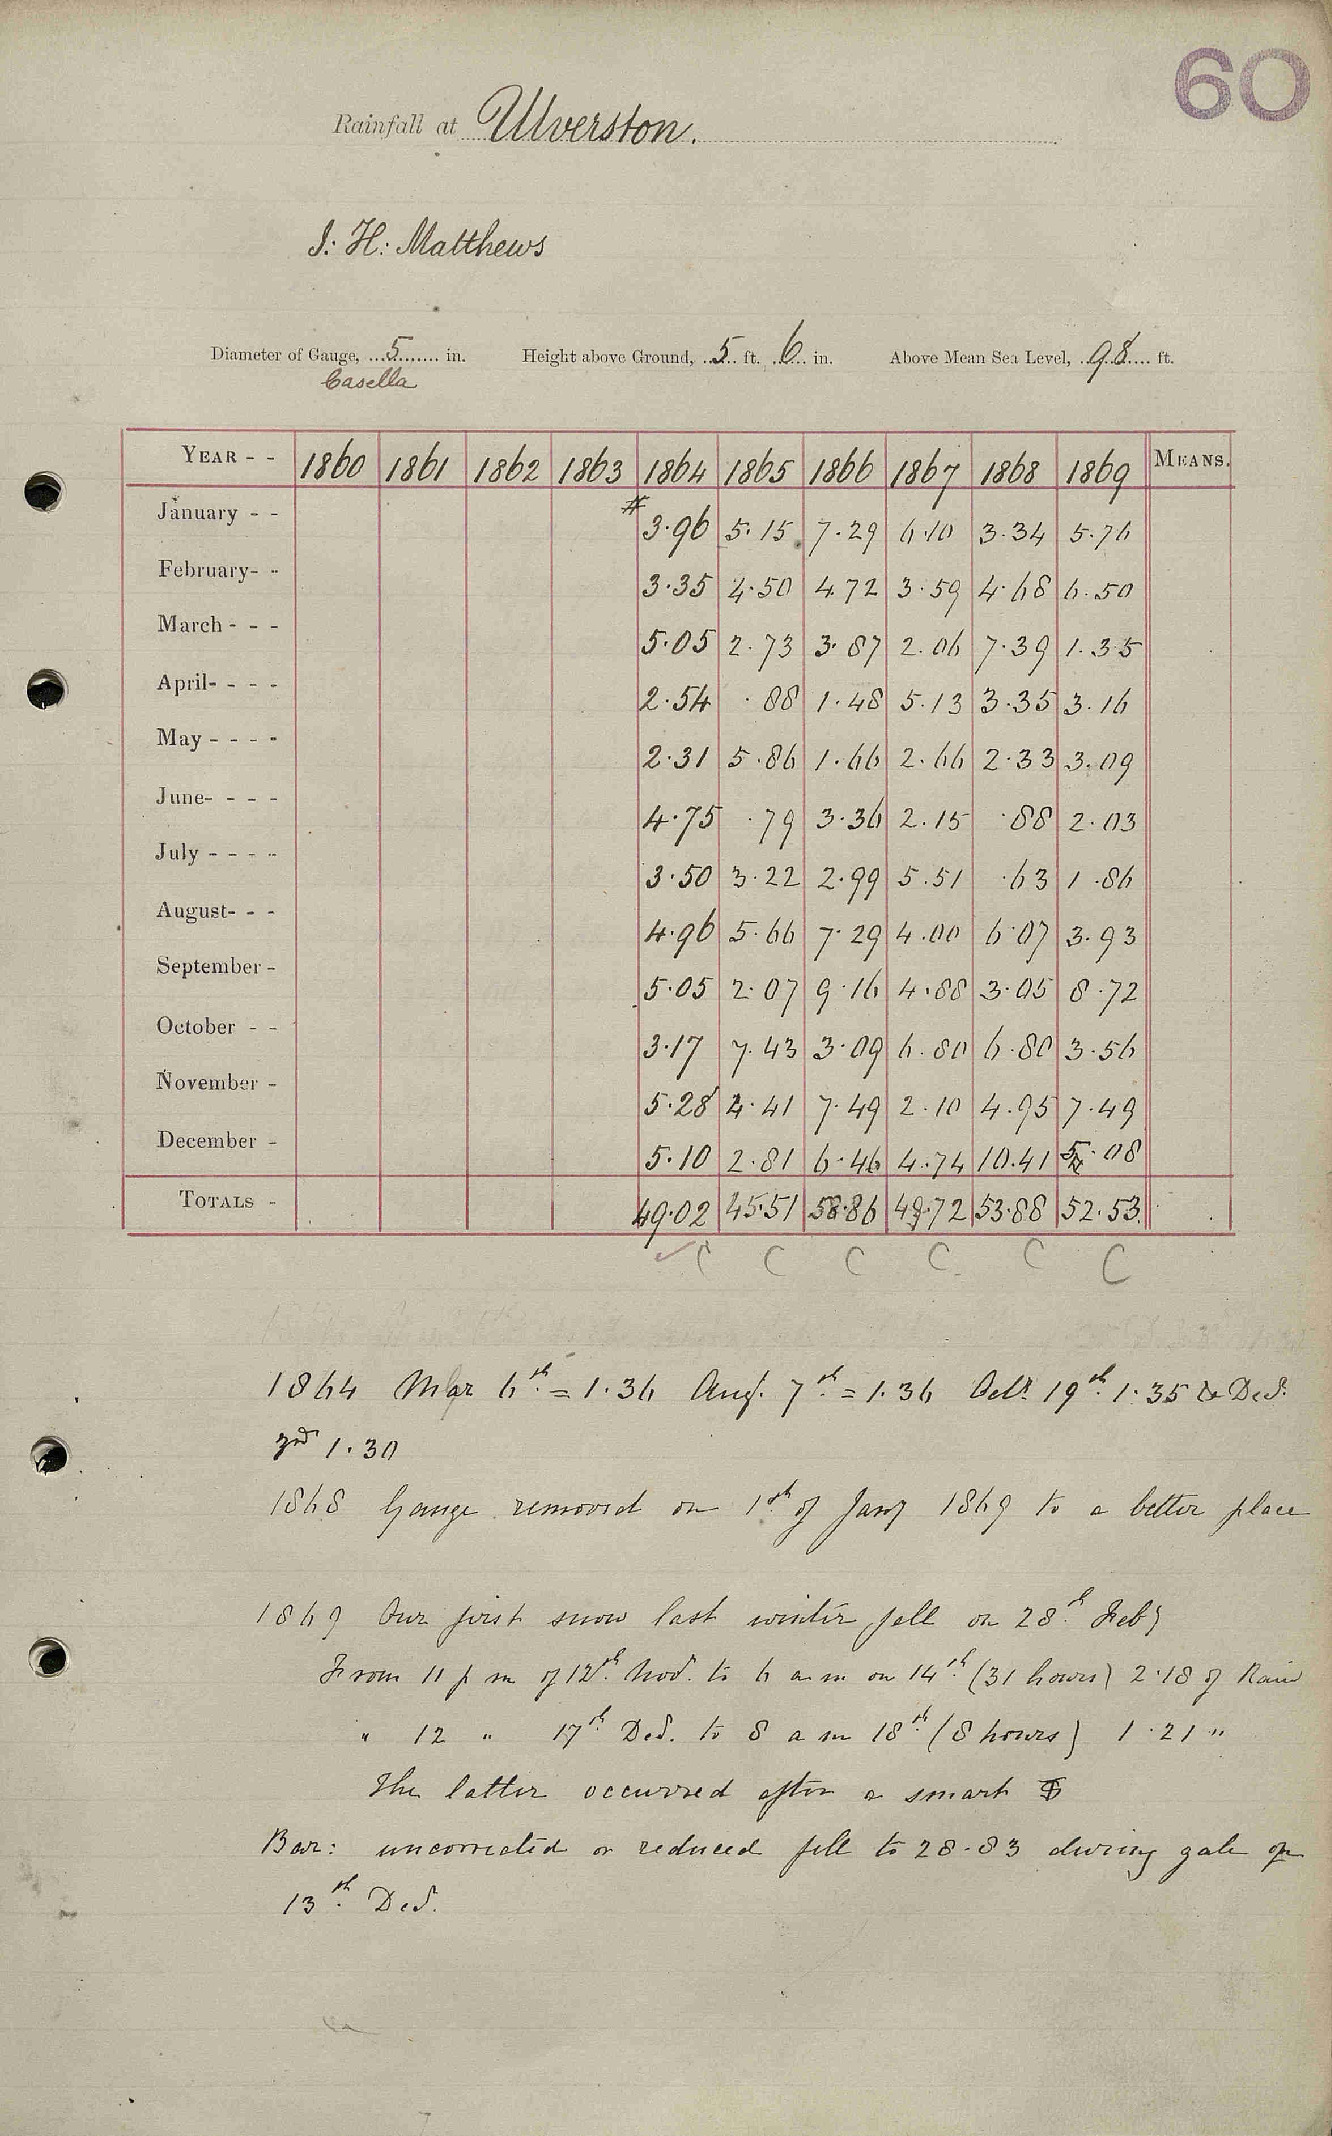 60
Rainfall at Ulverston.
J: H: Matthews
Diameter of Gauge, 5 in. Height above Ground, 5 ft. 6 in. Above Mean Sea Level, 98 ft.
Casella
YEAR - - 1860 1861 1862 1863 1864 1865 1866 1867 1868 1869 MEANS.
January - - # 3.96 5.15 7.29 6.10 3.34 5.76
February- - 3.35 4.50 4.72 3.59 4.68 6.50
March - - - 5.05 2.73 3.87 2.06 7.39 1.35
April- - - - 2.54 .88 1.48 5.13 3.35 3.16
May - - - - 2.31 5.86 1.66 2.66 2.33 3.09
June- - - - 4.75 .79 3.36 2.15 .88 2.03
July - - - - 3.50 3.22 2.99 5.51 .63 1.86
August- - - 4.96 5.66 7.29 4.00 6.07 3.93
September - 5.05 2.07 9.16 4.88 3.05 8.72
October - - 3.17 7.43 3.09 6.80 6.80 3.56
November - 5.28 4.41 7.49 2.10 4.95 7.49
December - 5.10 2.81 6.46 4.74 10.41 5.08
TOTALS - 49.02 45.51 58.86 49.72 53.88 52.53
C C C C C C
1864 Mar 6th = 1.36 Aug. 7th = 1.36 Octr 19th 1.35 & Dec.
3rd 1.30
1868 Gauge removed on 1st of Jany 1869 to a better place
1869 Our first snow last winter fell on 28th Feby
From 11 p m of 12th Nov. to 6 a m on 14th (31 hours) 2.18 of Rain
" 12 " 17th Dec. to 8 a m 18th (8 hours) 1.21 "
The latter occurred after a smart
Bar: uncorrected or reduced fell to 28.83 during gale of
13th Dec.